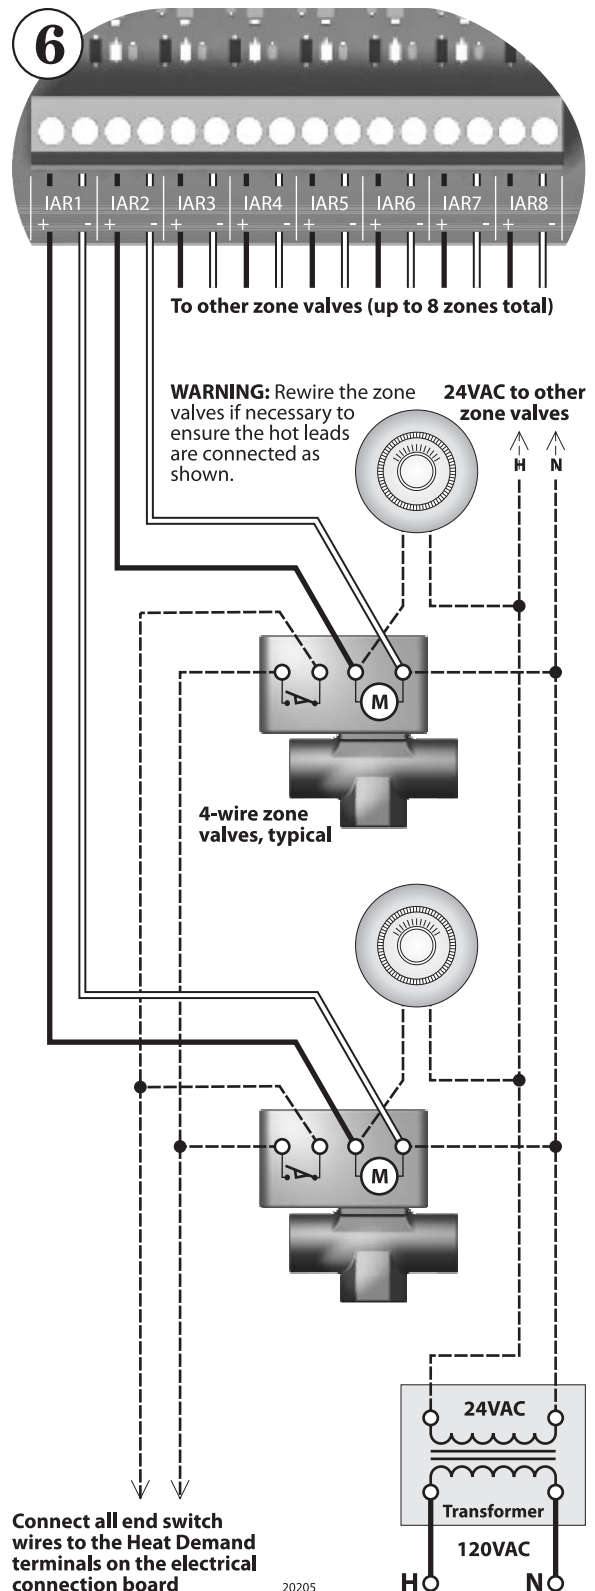 6
IAR1 IAR2 IAR3 IAR4 IAR5 IAR6 IAR7 IAR8
+ - + - + - + - + - + - + - + -
To other zone valves (up to 8 zones total)
WARNING: Rewire the zone
valves if necessary to
ensure the hot leads
are connected as
shown.
24VAC to other
zone valves
H N
M
4-wire zone
valves, typical
M
24VAC
Transformer
120VAC
H N
Connect all end switch
wires to the Heat Demand
terminals on the electrical
connection board
20205